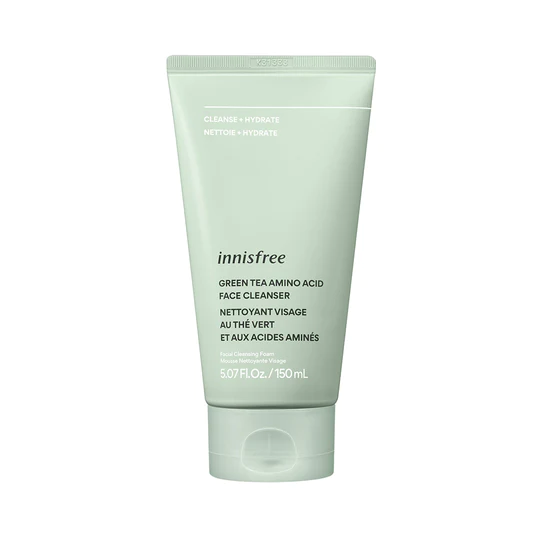 CLEANSE + HYDRATE
NETTOIE + HYDRATE
innisfree
GREEN TEA AMINO ACID
FACE CLEANSER
NETTOYANT VISAGE
AU THÉ VERT
ET AUX ACIDES AMINÉS
Facial Cleansing Foam
Mousse Nettoyante Visage
5.07 Fl.Oz. / 150 mL